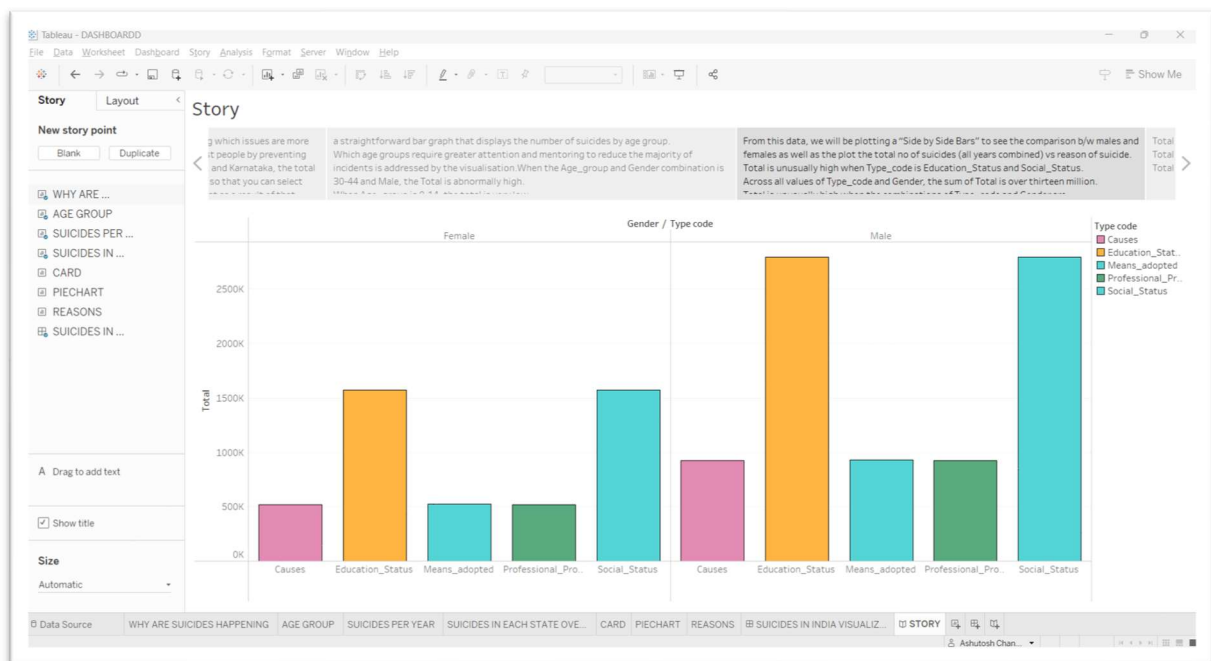 Tableau - DASHBOARDD
File Data Worksheet Dashboard Story Analysis Format Server Window Help
Show Me
Story Layout
New story point
Blank Duplicate
WHY ARE ...
AGE GROUP
SUICIDES PER ...
SUICIDES IN ...
CARD
PIECHART
REASONS
SUICIDES IN ...
A Drag to add text
Show title
Size
Automatic
Story
g which issues are more
st people by preventing
and Karnataka, the total
so that you can select
a straightforward bar graph that displays the number of suicides by age group.
Which age groups require greater attention and mentoring to reduce the majority of
incidents is addressed by the visualisation.When the Age_group and Gender combination is
30-44 and Male, the Total is abnormally high.
From this data, we will be plotting a "Side by Side Bars" to see the comparison b/w males and
females as well as the plot the total no of suicides (all years combined) vs reason of suicide.
Total is unusually high when Type_code is Education_Status and Social_Status.
Across all values of Type_code and Gender, the sum of Total is over thirteen million.
Total
Total
Total
Gender / Type code
Female Male
Total
2500K
2000K
1500K
1000K
500K
0K
Causes Education_Status Means_adopted Professional_Pro... Social_Status Causes Education_Status Means_adopted Professional_Pro... Social_Status
Type code
Causes
Education_Stat..
Means_adopted
Professional_Pr...
Social_Status
Data Source WHY ARE SUICIDES HAPPENING AGE GROUP SUICIDES PER YEAR SUICIDES IN EACH STATE OVE... CARD PIECHART REASONS SUICIDES IN INDIA VISUALIZ... STORY
Ashutosh Chan...